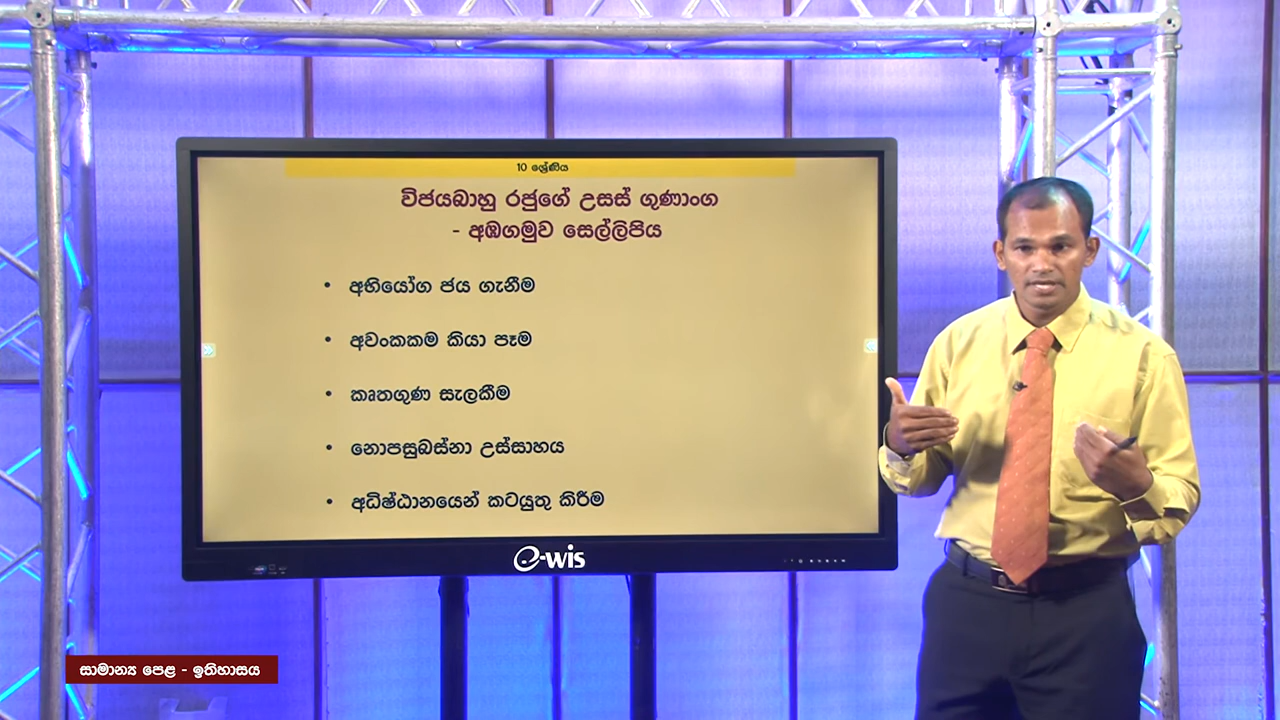 10 ශ්‍රේණිය
විජයබාහු රජුගේ උසස් ගුණාංග
- අඹගමුව සෙල්ලිපිය
• අභියෝග ජය ගැනීම
• අවංකකම කියා පෑම
• කෘතගුණ සැලකීම
• නොපසුබස්නා උස්සාහය
• අධිෂ්ඨානයෙන් කටයුතු කිරීම
e-wis
සාමාන්‍ය පෙළ - ඉතිහාසය